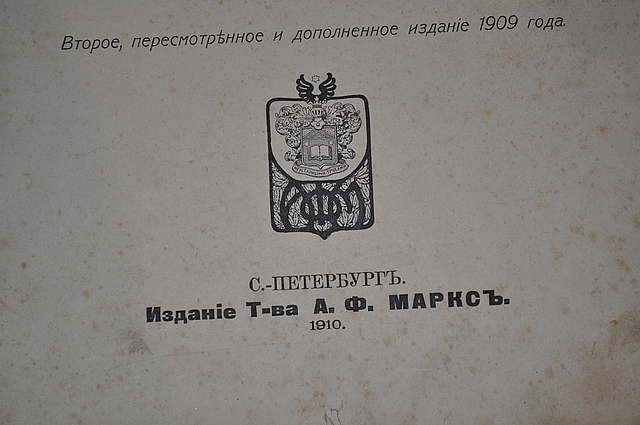 Второе, пересмотрѣнное и дополненное изданіе 1909 года.
С.-ПЕТЕРБУРГЪ.
Изданіе Т-ва А. Ф. МАРКСЪ.
1910.